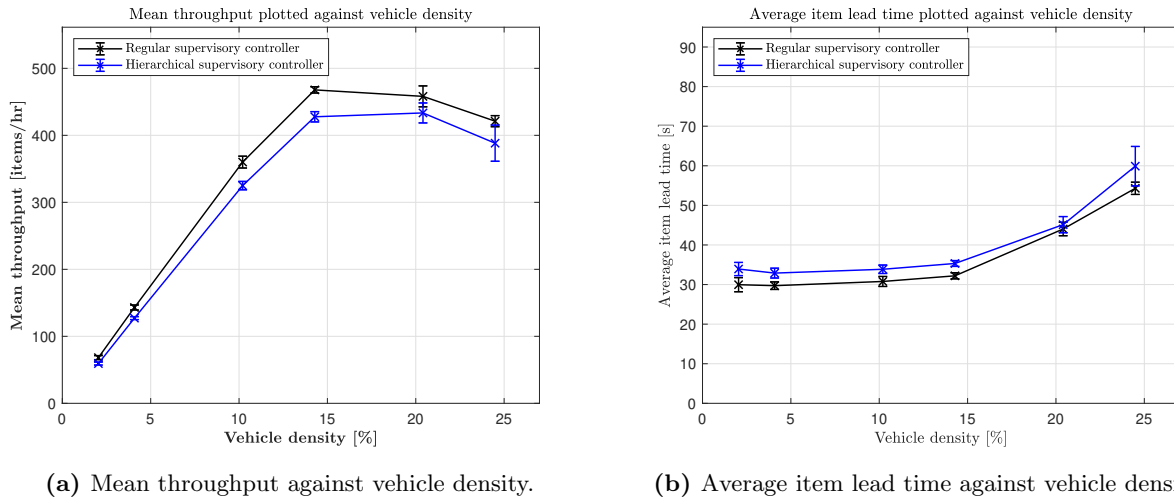 Mean throughput plotted against vehicle density
Regular supervisory controller
Hierarchical supervisory controller
Mean throughput [items/hr]
500
400
300
200
100
0
0 5 10 15 20 25
Vehicle density [%]
(a) Mean throughput against vehicle density.
Average item lead time plotted against vehicle density
Regular supervisory controller
Hierarchical supervisory controller
Average item lead time [s]
90
80
70
60
50
40
30
20
10
0
0 5 10 15 20 25
Vehicle density [%]
(b) Average item lead time against vehicle dens